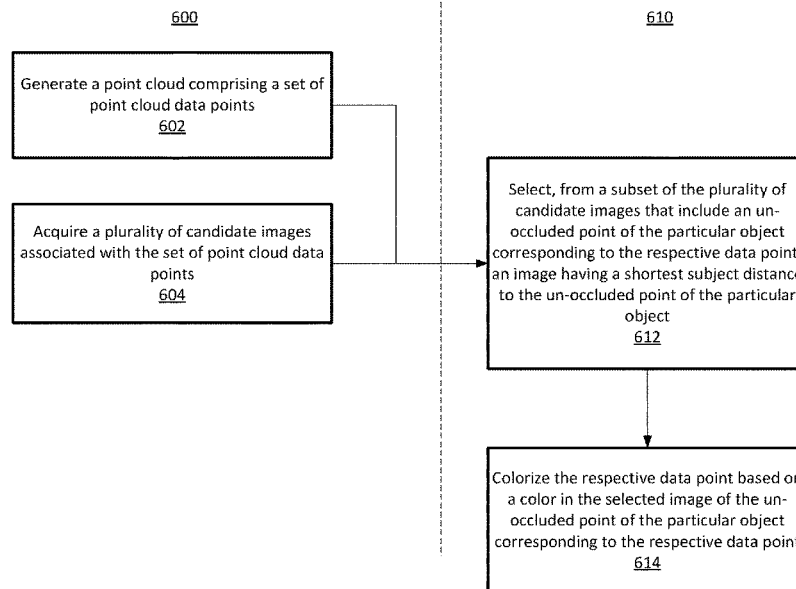 600
610
Generate a point cloud comprising a set of
point cloud data points
602
Acquire a plurality of candidate images
associated with the set of point cloud data
points
604
Select, from a subset of the plurality of
candidate images that include an un-
occluded point of the particular object
corresponding to the respective data point
an image having a shortest subject distance
to the un-occluded point of the particular
object
612
Colorize the respective data point based on
a color in the selected image of the un-
occluded point of the particular object
corresponding to the respective data point
614